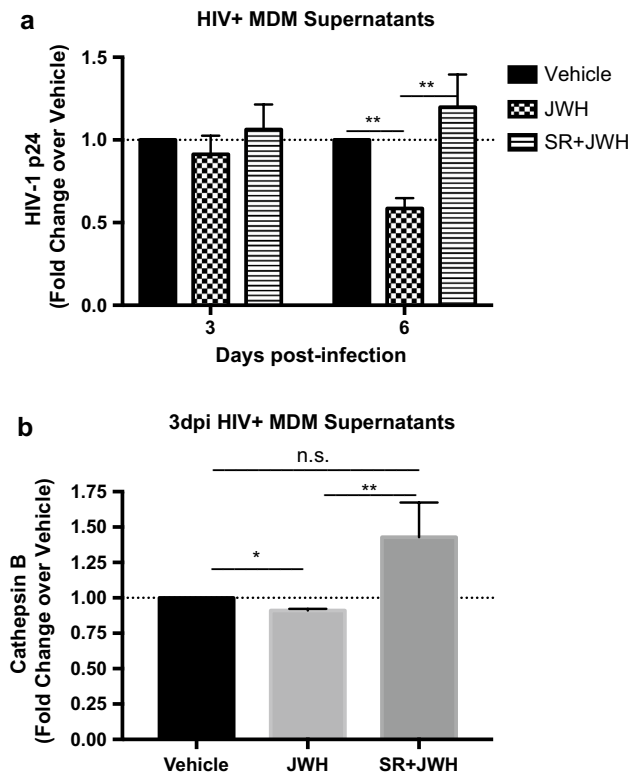 a
HIV+ MDM Supernatants
HIV-1 p24
(Fold Change over Vehicle)
1.5
1.0
0.5
0.0
**
**
3
6
Days post-infection
Vehicle
JWH
SR+JWH
b
3dpi HIV+ MDM Supernatants
Cathepsin B
(Fold Change over Vehicle)
n.s.
**
*
1.75
1.50
1.25
1.00
0.75
0.50
0.25
0.00
Vehicle
JWH
SR+JWH